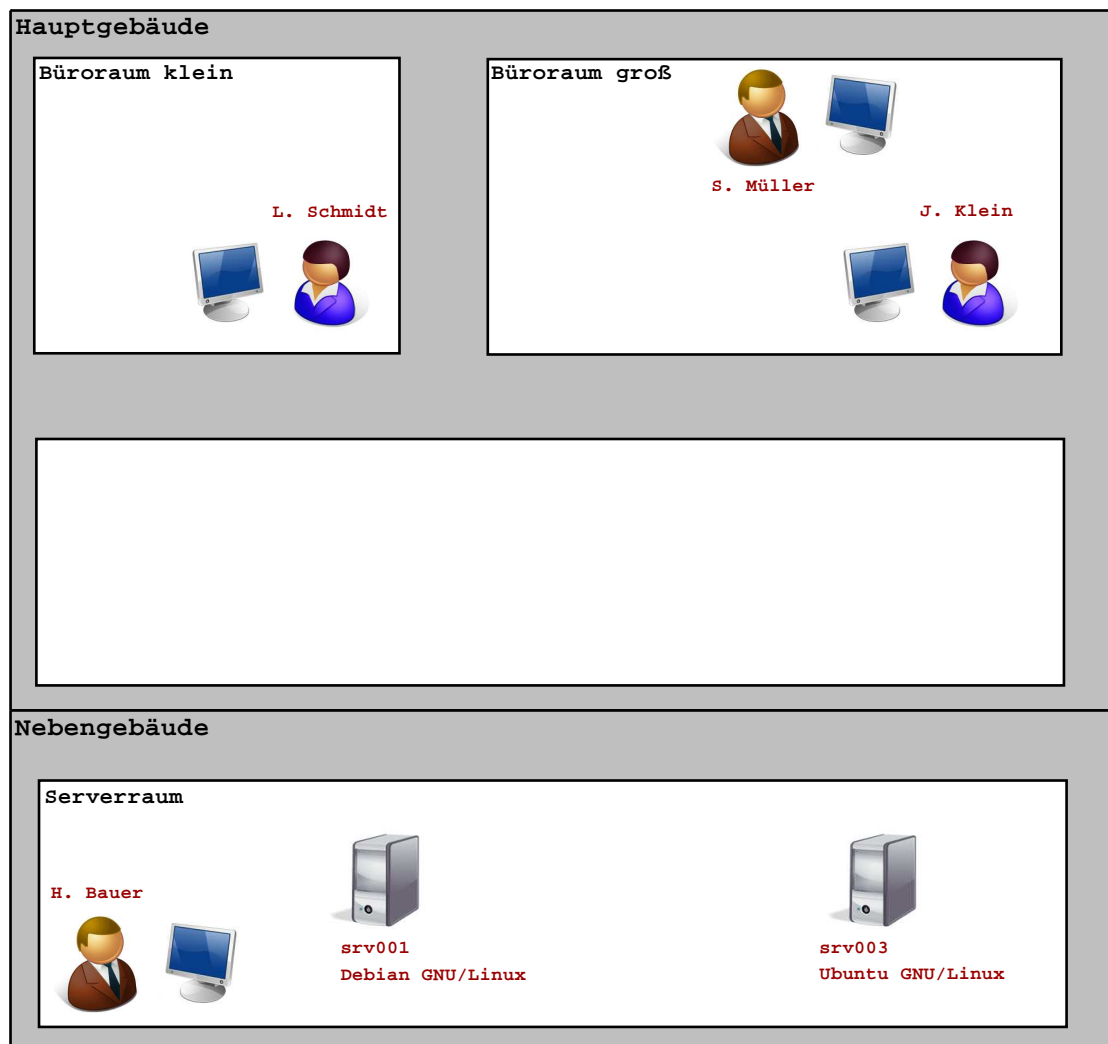 Hauptgebäude
Büroraum klein
Büroraum groß
S. Müller
L. Schmidt
J. Klein
Nebengebäude
Serverraum
H. Bauer
srv001
Debian GNU/Linux
srv003
Ubuntu GNU/Linux